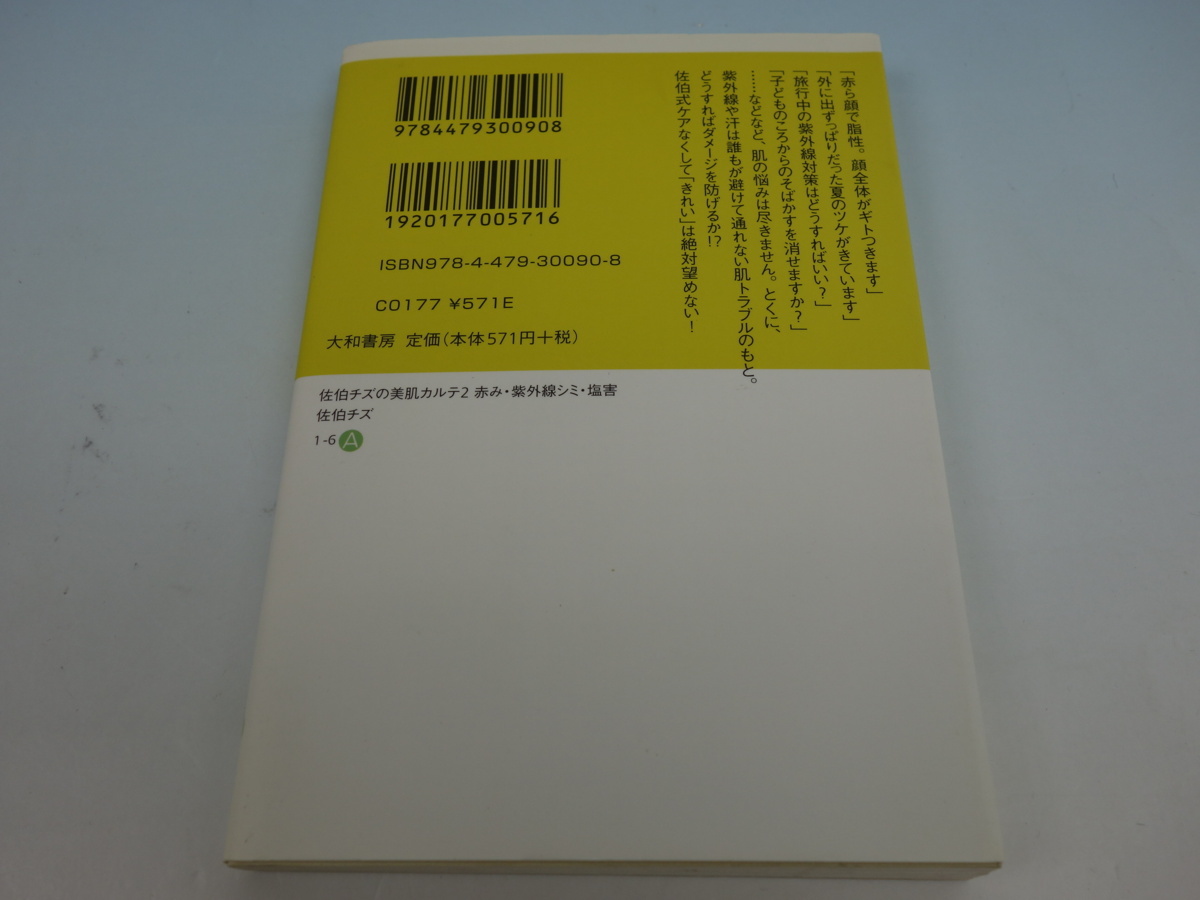 「赤ら顔で脂性。顔全体がギトつきます」
「外に出ずっぱりだった夏のツケがきています」
「旅行中の紫外線対策はどうすればいい？」
「子どものころからのそばかすを消せますか？」
……などなど、肌の悩みは尽きません。とくに、
紫外線や汗は誰もが避けて通れない肌トラブルのもと。
どうすればダメージを防げるか!?
佐伯式ケアなくして「きれい」は絶対望めない！
9784479300908
1920177005716
ISBN978-4-479-30090-8
C0177 ¥571E
大和書房 定価(本体571円＋税)
佐伯チズの美肌カルテ2 赤み・紫外線シミ・塩害
佐伯チズ
1-6 A